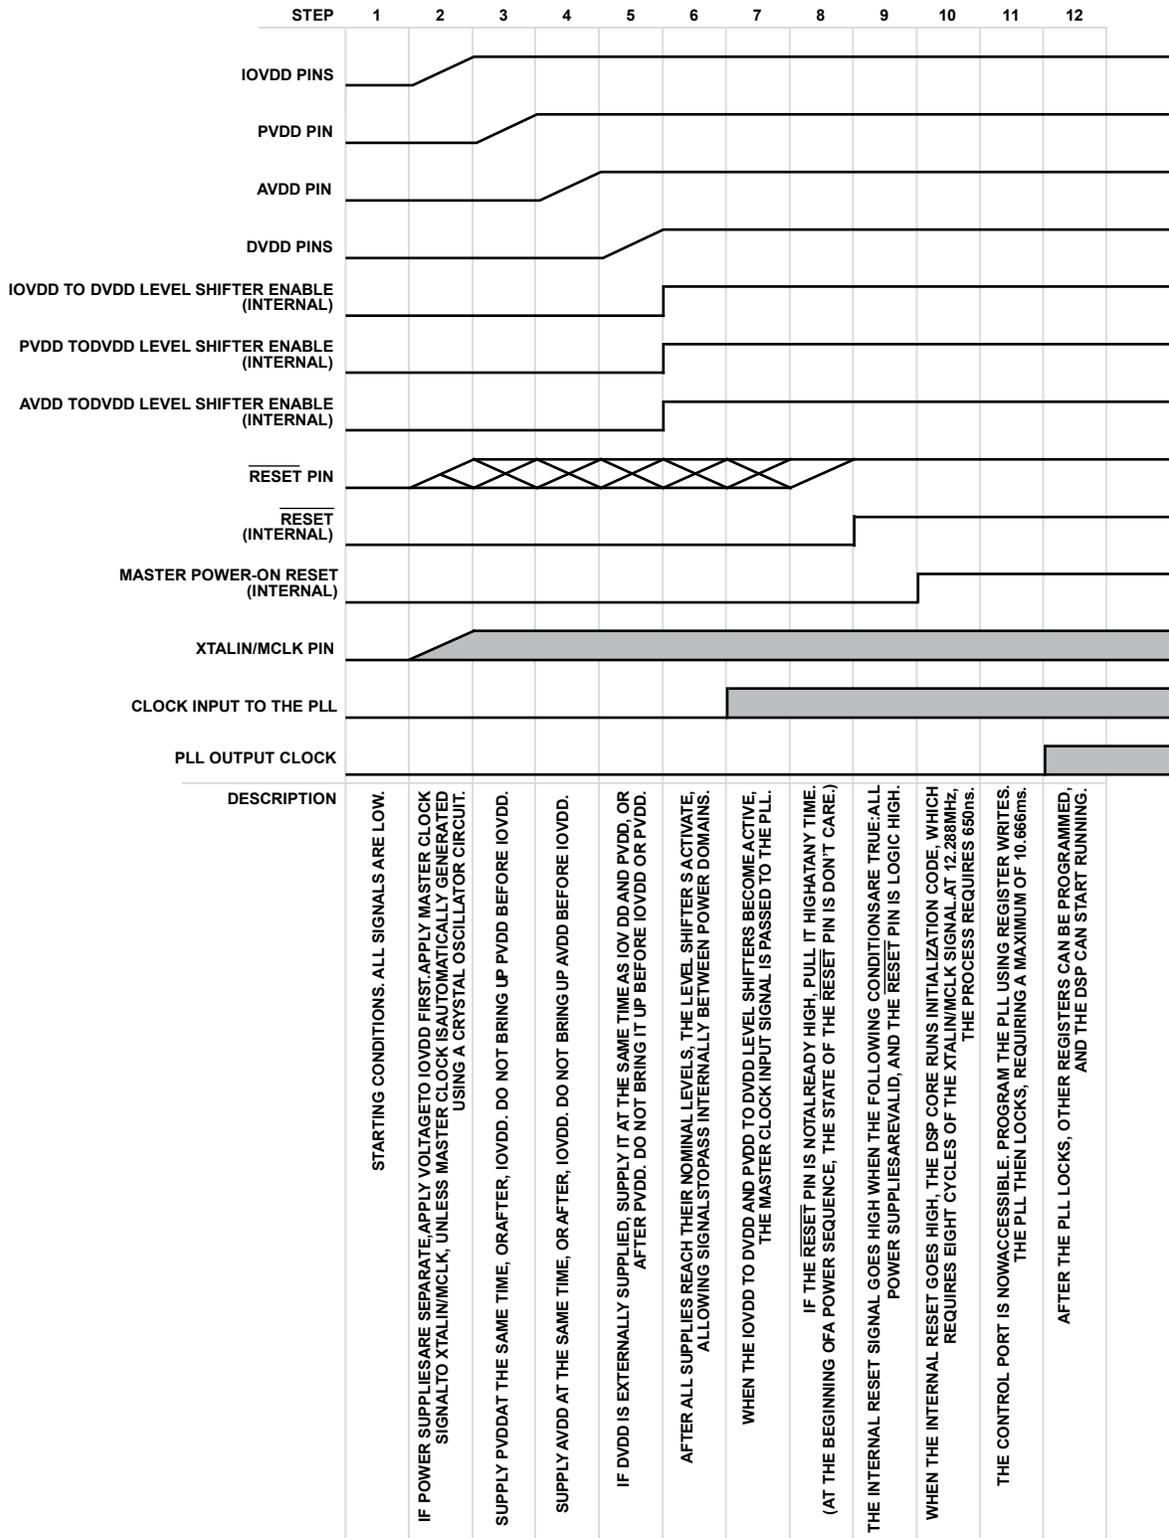 STEP 1 2 3 4 5 6 7 8 9 10 11 12
IOVDD PINS
PVDD PIN
AVDD PIN
DVDD PINS
IOVDD TO DVDD LEVEL SHIFTER ENABLE
(INTERNAL)
PVDD TODVDD LEVEL SHIFTER ENABLE
(INTERNAL)
AVDD TODVDD LEVEL SHIFTER ENABLE
(INTERNAL)
RESET PIN
RESET
(INTERNAL)
MASTER POWER-ON RESET
(INTERNAL)
XTALIN/MCLK PIN
CLOCK INPUT TO THE PLL
PLL OUTPUT CLOCK
DESCRIPTION
STARTING CONDITIONS. ALL SIGNALS ARE LOW.
IF POWER SUPPLIESARE SEPARATE,APPLY VOLTAGETO IOVDD FIRST.APPLY MASTER CLOCK
SIGNALTO XTALIN/MCLK, UNLESS MASTER CLOCK ISAUTOMATICALLY GENERATED
USING A CRYSTAL OSCILLATOR CIRCUIT.
SUPPLY PVDDAT THE SAME TIME, ORAFTER, IOVDD. DO NOT BRING UP PVDD BEFORE IOVDD.
SUPPLY AVDD AT THE SAME TIME, OR AFTER, IOVDD. DO NOT BRING UP AVDD BEFORE IOVDD.
IF DVDD IS EXTERNALLY SUPPLIED, SUPPLY IT AT THE SAME TIME AS IOV DD AND PVDD, OR
AFTER PVDD. DO NOT BRING IT UP BEFORE IOVDD OR PVDD.
AFTER ALL SUPPLIES REACH THEIR NOMINAL LEVELS, THE LEVEL SHIFTER S ACTIVATE,
ALLOWING SIGNALSTOPASS INTERNALLY BETWEEN POWER DOMAINS.
WHEN THE IOVDD TO DVDD AND PVDD TO DVDD LEVEL SHIFTERS BECOME ACTIVE,
THE MASTER CLOCK INPUT SIGNAL IS PASSED TO THE PLL.
IF THE RESET PIN IS NOTALREADY HIGH, PULL IT HIGHATANY TIME.
(AT THE BEGINNING OFA POWER SEQUENCE, THE STATE OF THE RESET PIN IS DON'T CARE.)
THE INTERNAL RESET SIGNAL GOES HIGH WHEN THE FOLLOWING CONDITIONSARE TRUE:ALL
POWER SUPPLIESAREVALID, AND THE RESET PIN IS LOGIC HIGH.
WHEN THE INTERNAL RESET GOES HIGH, THE DSP CORE RUNS INITIALIZATION CODE, WHICH
REQUIRES EIGHT CYCLES OF THE XTALIN/MCLK SIGNAL.AT 12.288MHz,
THE PROCESS REQUIRES 650ns.
THE CONTROL PORT IS NOWACCESSIBLE. PROGRAM THE PLL USING REGISTER WRITES.
THE PLL THEN LOCKS, REQUIRING A MAXIMUM OF 10.666ms.
AFTER THE PLL LOCKS, OTHER REGISTERS CAN BE PROGRAMMED,
AND THE DSP CAN START RUNNING.